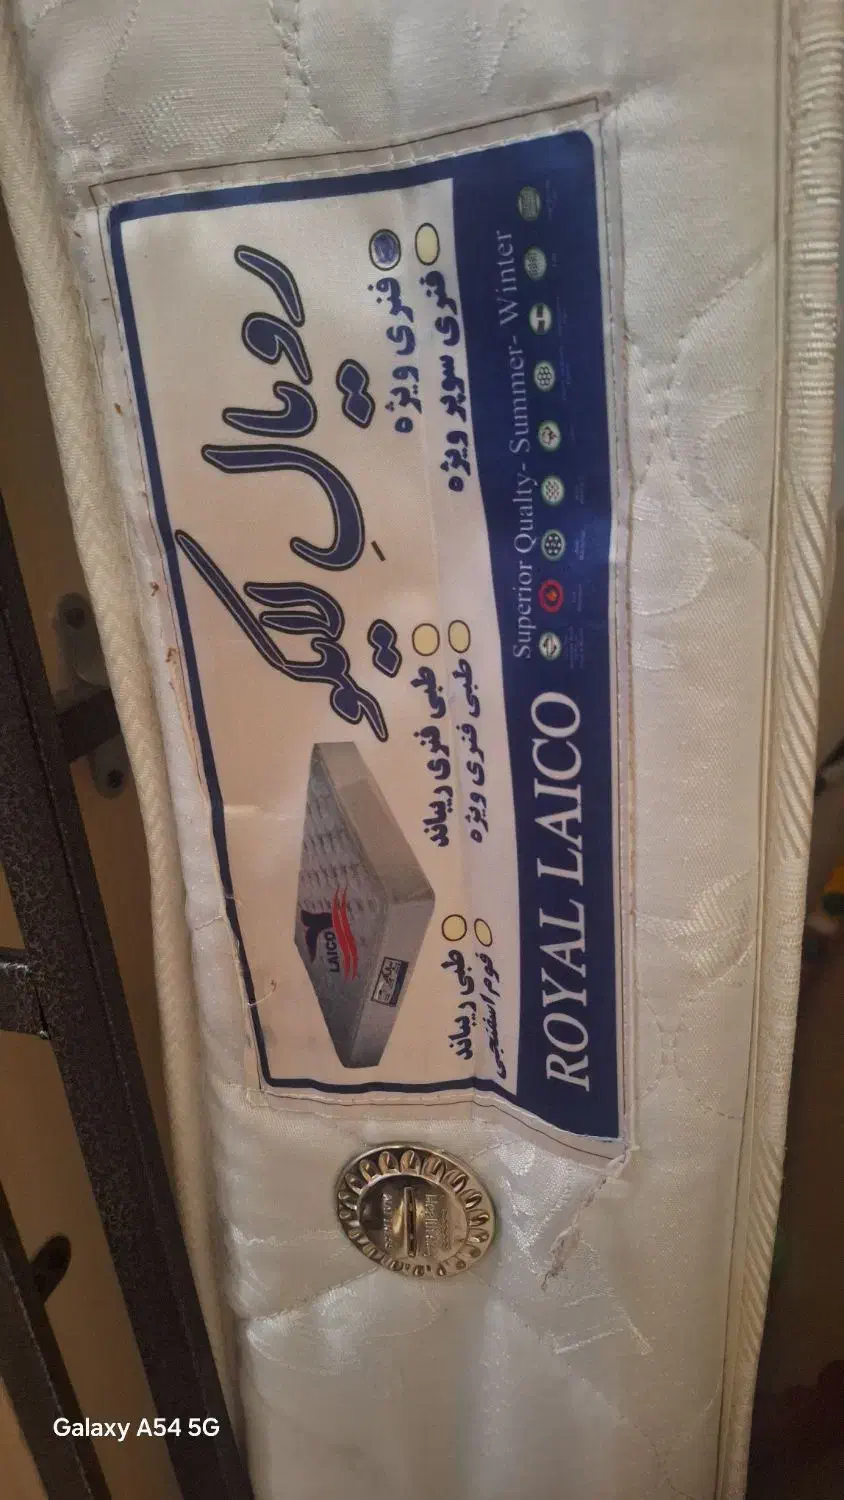 رویالِ لایکو
فنری ویژه
فنری سوپر ویژه
طبی فنری ریباند
طبی فنری ویژه
طبی ریباند
فوم اسفنجی
LAICO
Superior Qualty- Summer- Winter
ROYAL LAICO
Galaxy A54 5G